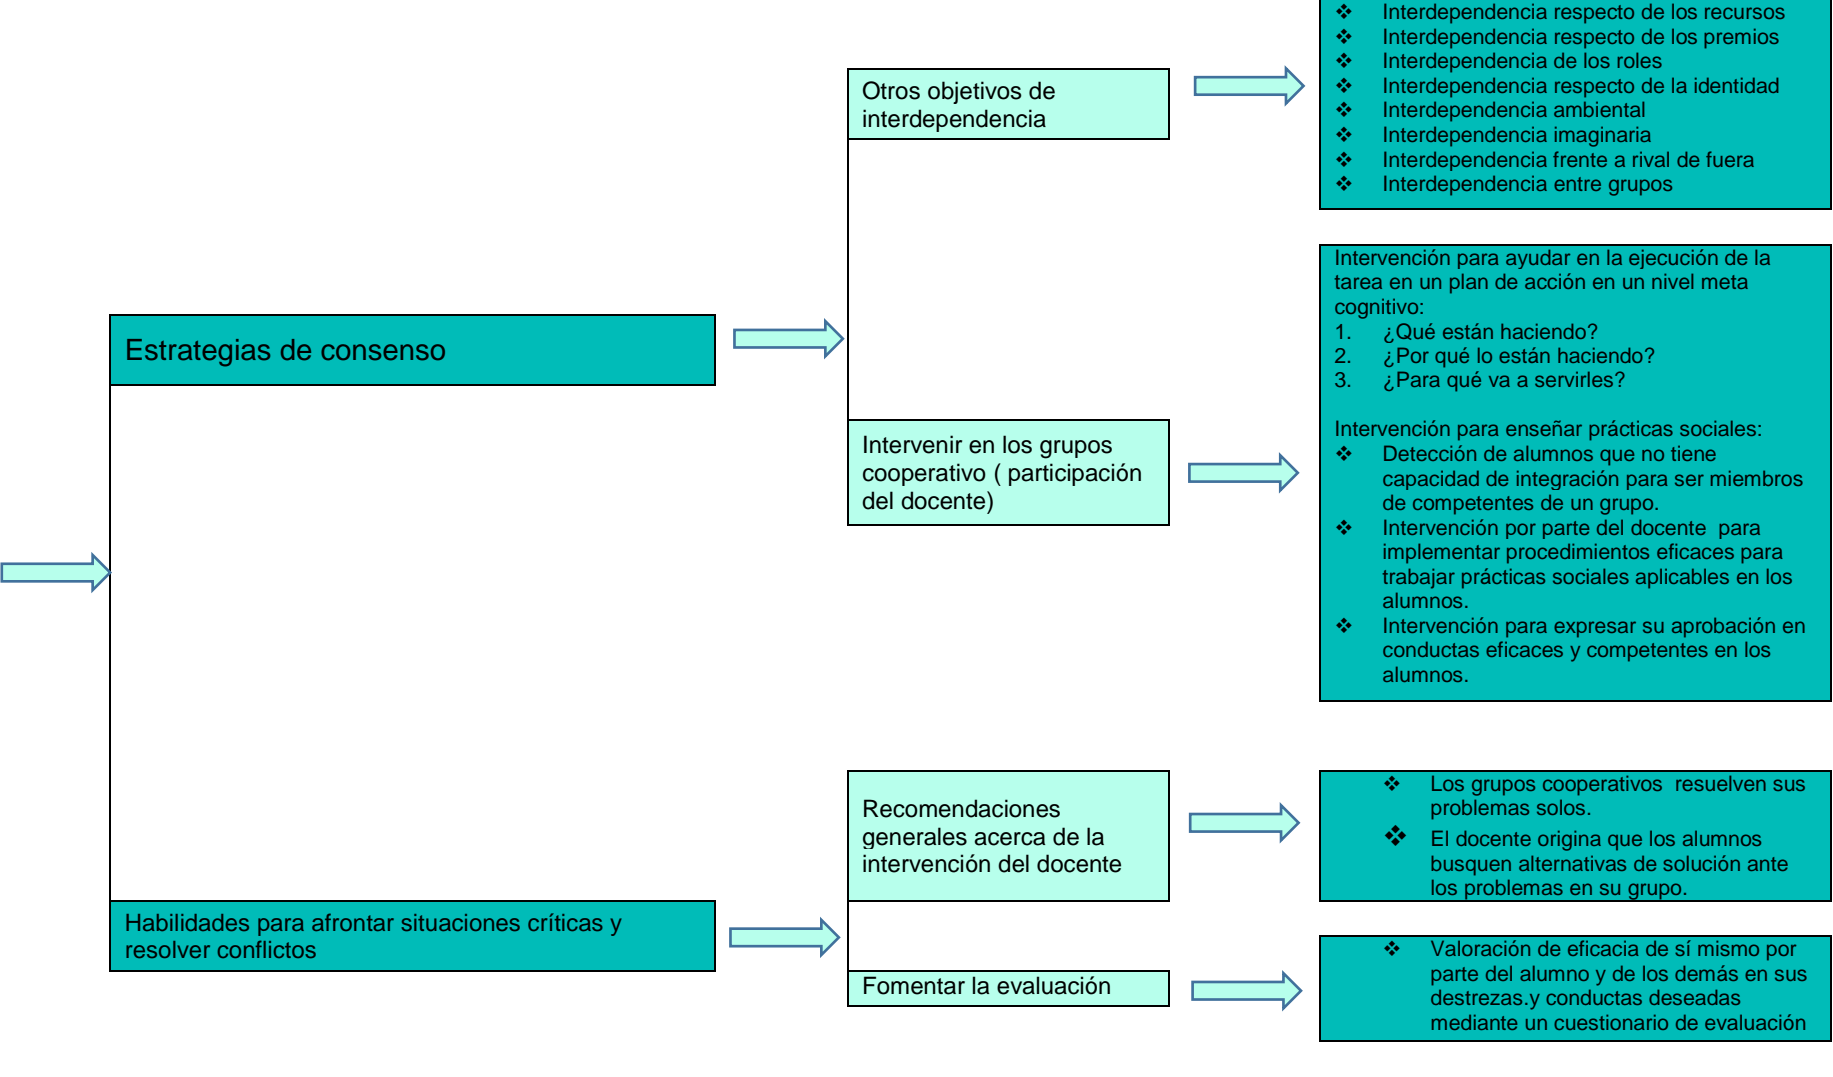 ❖ Interdependencia respecto de los recursos
❖ Interdependencia respecto de los premios
❖ Interdependencia de los roles
❖ Interdependencia respecto de la identidad
❖ Interdependencia ambiental
❖ Interdependencia imaginaria
❖ Interdependencia frente a rival de fuera
❖ Interdependencia entre grupos
Otros objetivos de
interdependencia
Estrategias de consenso
Intervención para ayudar en la ejecución de la
tarea en un plan de acción en un nivel meta
cognitivo:
1. ¿Qué están haciendo?
2. ¿Por qué lo están haciendo?
3. ¿Para qué va a servirles?
Intervención para enseñar prácticas sociales:
❖ Detección de alumnos que no tiene
capacidad de integración para ser miembros
de competentes de un grupo.
❖ Intervención por parte del docente  para
implementar procedimientos eficaces para
trabajar prácticas sociales aplicables en los
alumnos.
❖ Intervención para expresar su aprobación en
conductas eficaces y competentes en los
alumnos.
Intervenir en los grupos
cooperativo ( participación
del docente)
Recomendaciones
generales acerca de la
intervención del docente
❖ Los grupos cooperativos  resuelven sus
problemas solos.
❖ El docente origina que los alumnos
busquen alternativas de solución ante
los problemas en su grupo.
Habilidades para afrontar situaciones críticas y
resolver conflictos
Fomentar la evaluación
❖ Valoración de eficacia de sí mismo por
parte del alumno y de los demás en sus
destrezas.y conductas deseadas
mediante un cuestionario de evaluación